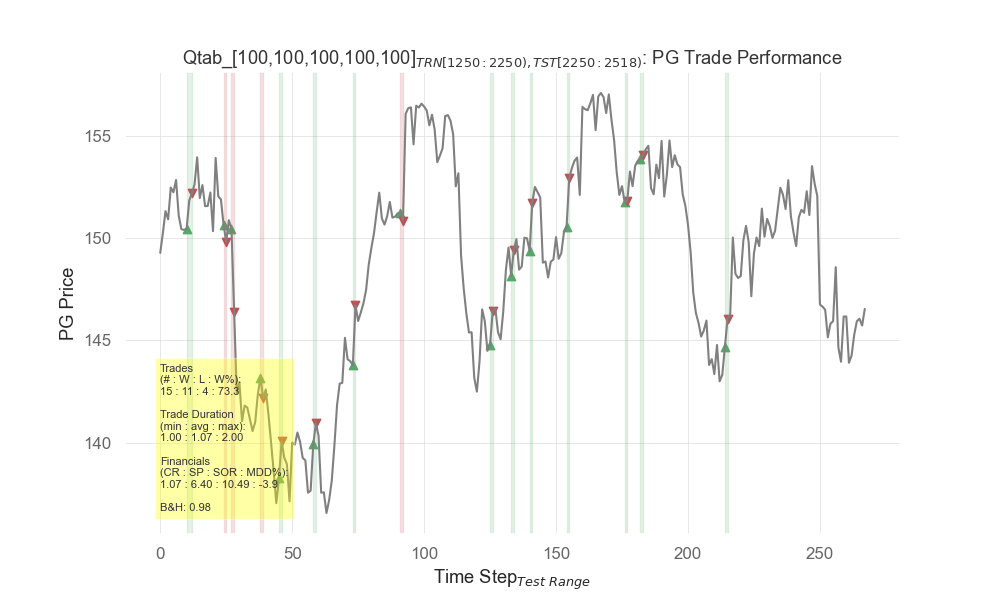 Qtab_[100,100,100,100,100]TRN[1250:2250),TST[2250:2518): PG Trade Performance
PG Price
155
150
145
140
Trades
(# : W : L : W%):
15 : 11 : 4 : 73.3
Trade Duration
(min : avg : max):
1.00 : 1.07 : 2.00
Financials
(CR : SP : SOR : MDD%):
1.07 : 6.40 : 10.49 : -3.9
B&H: 0.98
0 50 100 150 200 250
Time StepTest Range